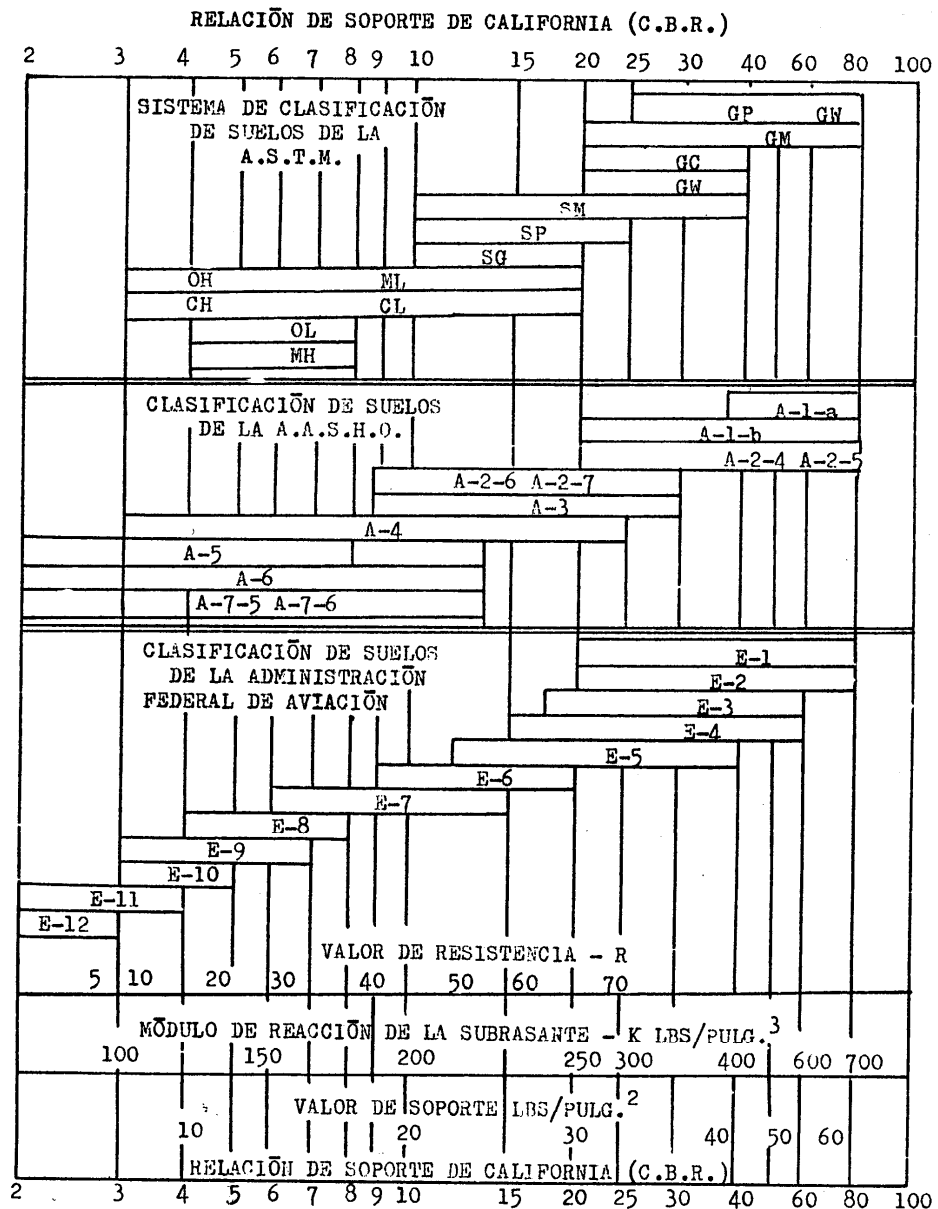 RELACIÓN DE SOPORTE DE CALIFORNIA (C.B.R.)
2 3 4 5 6 7 8 9 10 15 20 25 30 40 60 80 100
SISTEMA DE CLASIFICACIÓN
DE SUELOS DE LA
A.S.T.M.
GP GW
GM
GC
GW
SM
SP
SG
OH ML
CH CL
OL
MH
CLASIFICACIÓN DE SUELOS
DE LA A.A.S.H.O.
A-1-a
A-1-b
A-2-4 A-2-5
A-2-6 A-2-7
A-3
A-4
A-5
A-6
A-7-5 A-7-6
CLASIFICACIÓN DE SUELOS
DE LA ADMINISTRACIÓN
FEDERAL DE AVIACIÓN
E-1
E-2
E-3
E-4
E-5
E-6
E-7
E-8
E-9
E-10
E-11
E-12
VALOR DE RESISTENCIA - R
5 10 20 30 40 50 60 70
MÓDULO DE REACCIÓN DE LA SUBRASANTE - K LBS/PULG.3
100 150 200 250 300 400 600 700
VALOR DE SOPORTE LBS/PULG.2
10 20 30 40 50 60
RELACIÓN DE SOPORTE DE CALIFORNIA (C.B.R.)
2 3 4 5 6 7 8 9 10 15 20 25 30 40 60 80 100